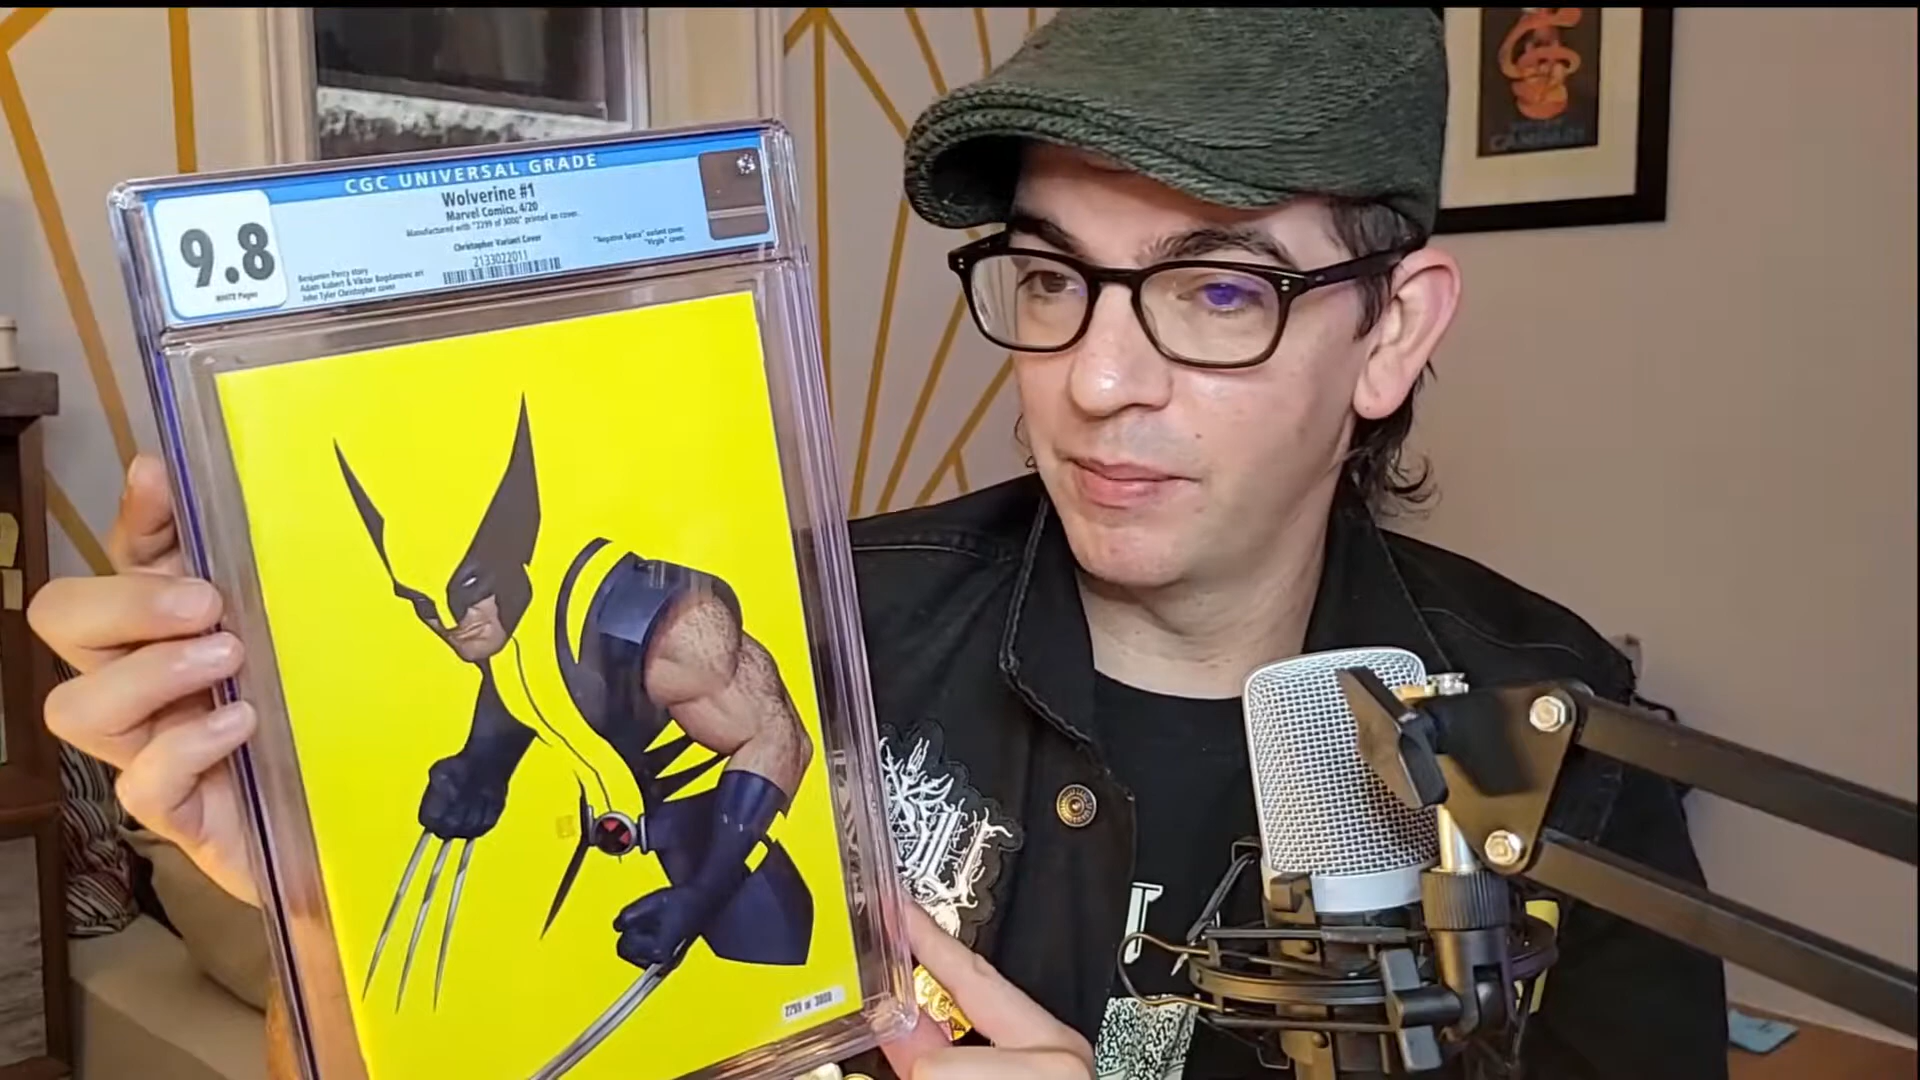 CGC UNIVERSAL GRADE
9.8
WHITE Pages
Wolverine #1
Marvel Comics, 4/20
Manufactured with "2299 of 3000" printed on cover.
Christopher Variant Cover
2133022011
"Negative Space" variant cover.
"Virgin" cover.
Benjamin Percy story
Adam Kubert & Viktor Bogdanovic art
John Tyler Christopher cover
2299 of 3000